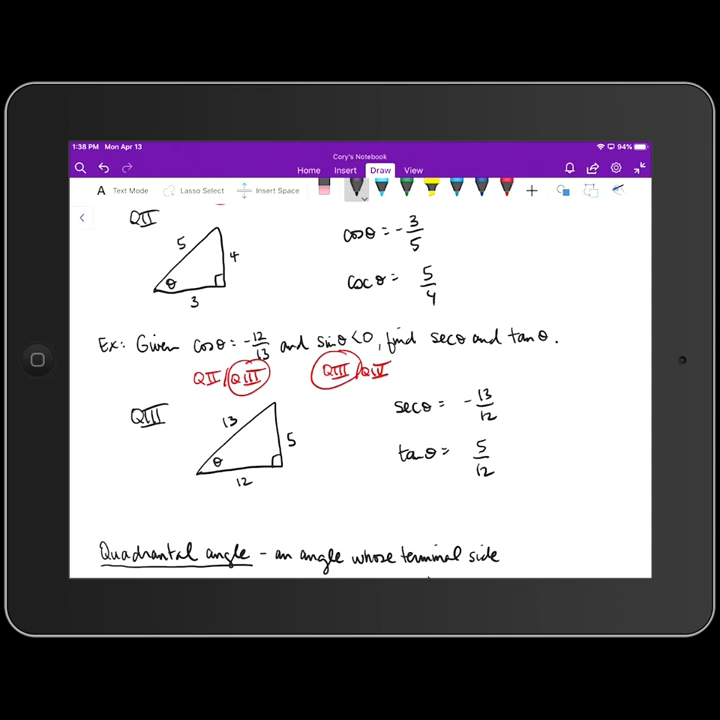 1:38 PM Mon Apr 13
94%
Cory's Notebook
Home Insert Draw View
A Text Mode Lasso Select Insert Space
QII
5
4
θ
3
cosθ = -3/5
cscθ = 5/4
Ex: Given cosθ = -12/13 and sinθ < 0, find secθ and tanθ.
QII/QIII QIII/QIV
QIII
13
5
θ
12
secθ = -13/12
tanθ = 5/12
Quadrantal angle - an angle whose terminal side